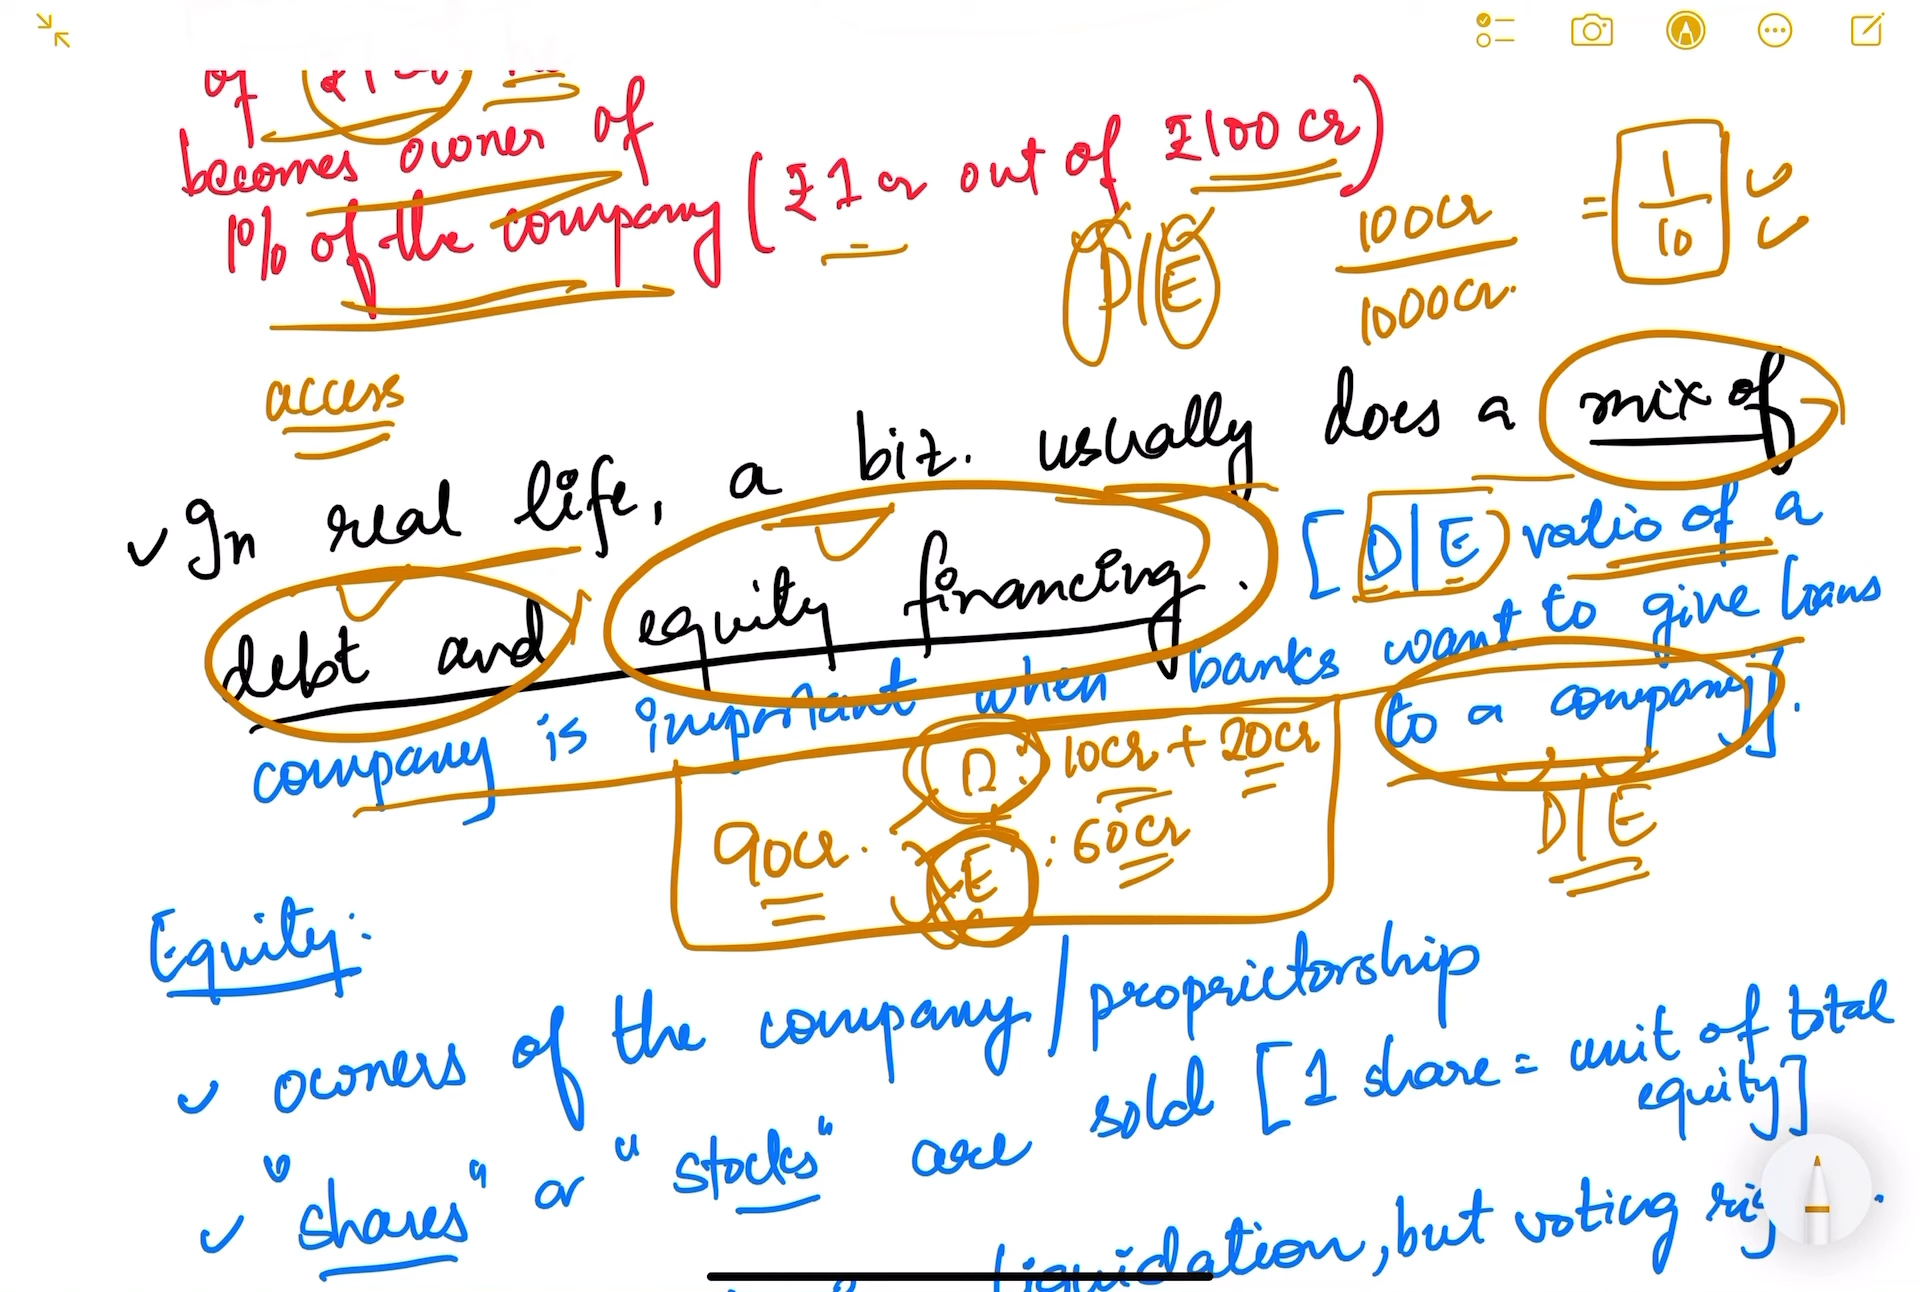 of
becomes owner of
1% of the company (₹1 cr out of ₹100 cr)
D/E
100cr
1000cr.
= 1
10
access
In real life, a biz. usually does a mix of
debt and equity financing. [D/E ratio of a
company is important when banks want to give loans
to a company].
D: 10cr + 20cr
90cr.
E: 60cr
D/E
Equity:
owners of the company/proprietorship
"shares" or "stocks" are sold [1 share = unit of total
equity]
liquidation, but voting